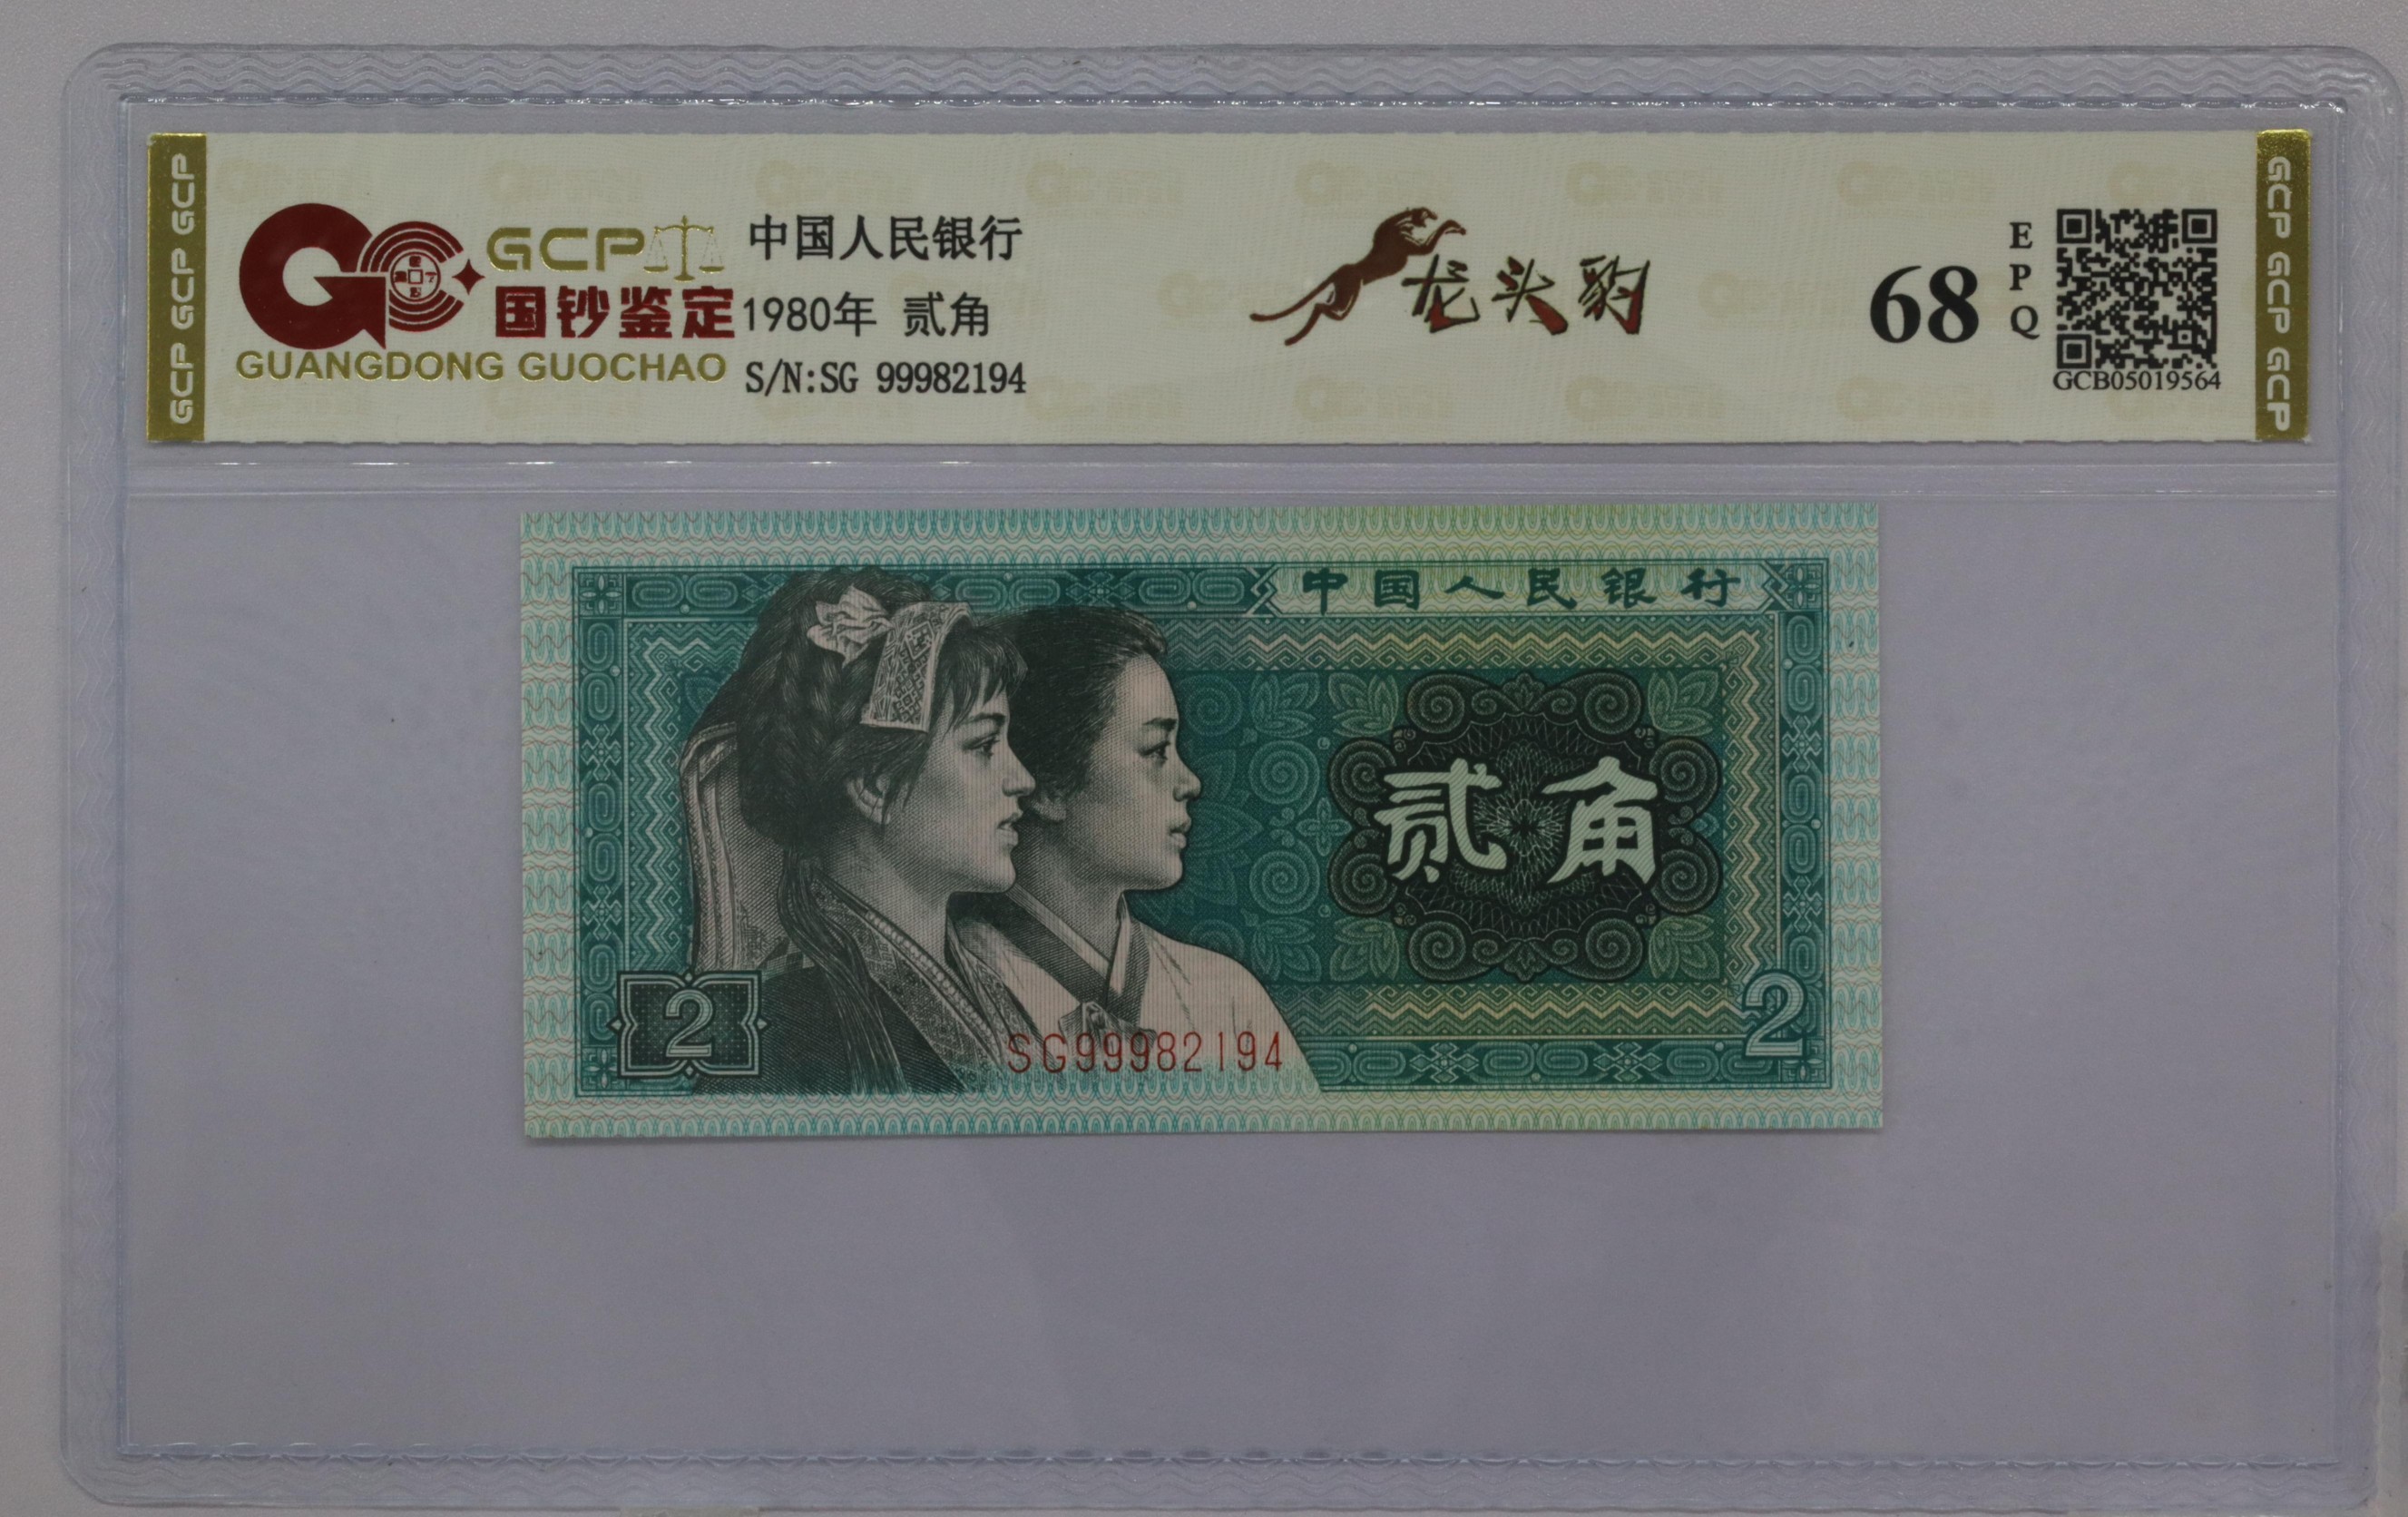 GCP GCP GCP
GCP
国钞鉴定
GUANGDONG GUOCHAO
中国人民银行
1980年 贰角
S/N:SG 99982194
龙头豹
68
EPQ
GCB05019564
GCP GCP GCP
中国人民银行
贰角
2
SG99982194
2